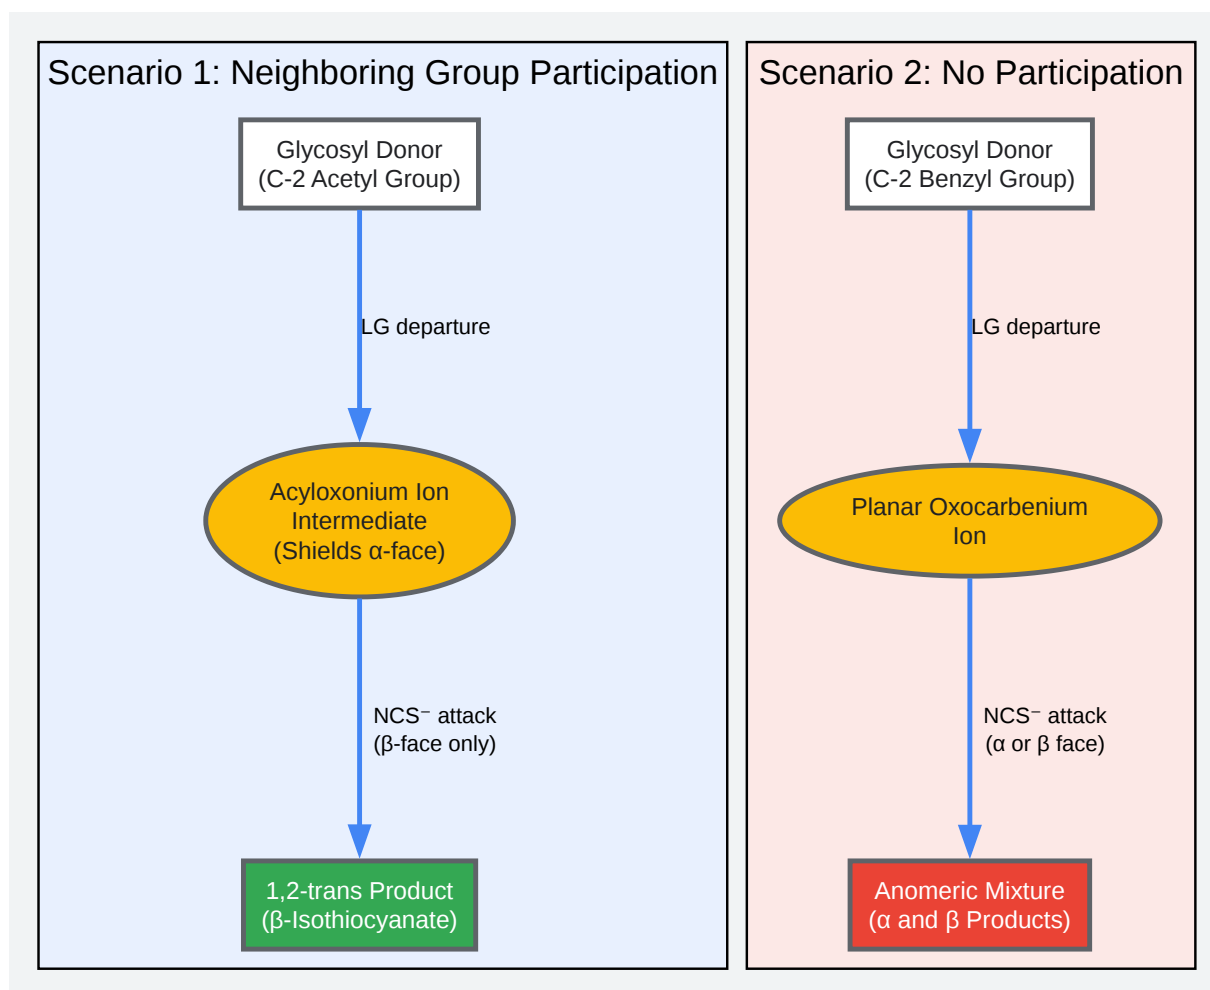 Scenario 1: Neighboring Group Participation
Glycosyl Donor
(C-2 Acetyl Group)
LG departure
Acyloxonium Ion
Intermediate
(Shields α-face)
NCS⁻ attack
(β-face only)
1,2-trans Product
(β-Isothiocyanate)
Scenario 2: No Participation
Glycosyl Donor
(C-2 Benzyl Group)
LG departure
Planar Oxocarbenium
Ion
NCS⁻ attack
(α or β face)
Anomeric Mixture
(α and β Products)